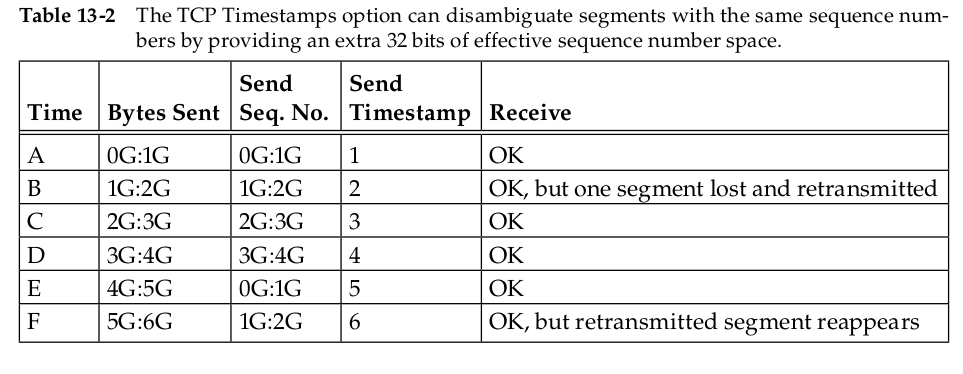 Table 13-2 The TCP Timestamps option can disambiguate segments with the same sequence num-
bers by providing an extra 32 bits of effective sequence number space.
Send Send
Time Bytes Sent Seq. No. Timestamp Receive
A 0G:1G 0G:1G 1 OK
B 1G:2G 1G:2G 2 OK, but one segment lost and retransmitted
C 2G:3G 2G:3G 3 OK
D 3G:4G 3G:4G 4 OK
E 4G:5G 0G:1G 5 OK
F 5G:6G 1G:2G 6 OK, but retransmitted segment reappears